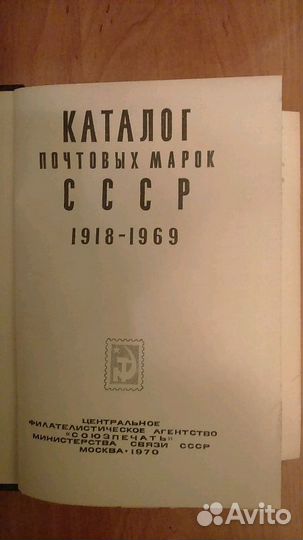 КАТАЛОГ
ПОЧТОВЫХ МАРОК
СССР
1918-1969
ЦЕНТРАЛЬНОЕ
ФИЛАТЕЛИСТИЧЕСКОЕ АГЕНТСТВО
"СОЮЗПЕЧАТЬ"
МИНИСТЕРСТВА СВЯЗИ СССР
МОСКВА·1970
Avito